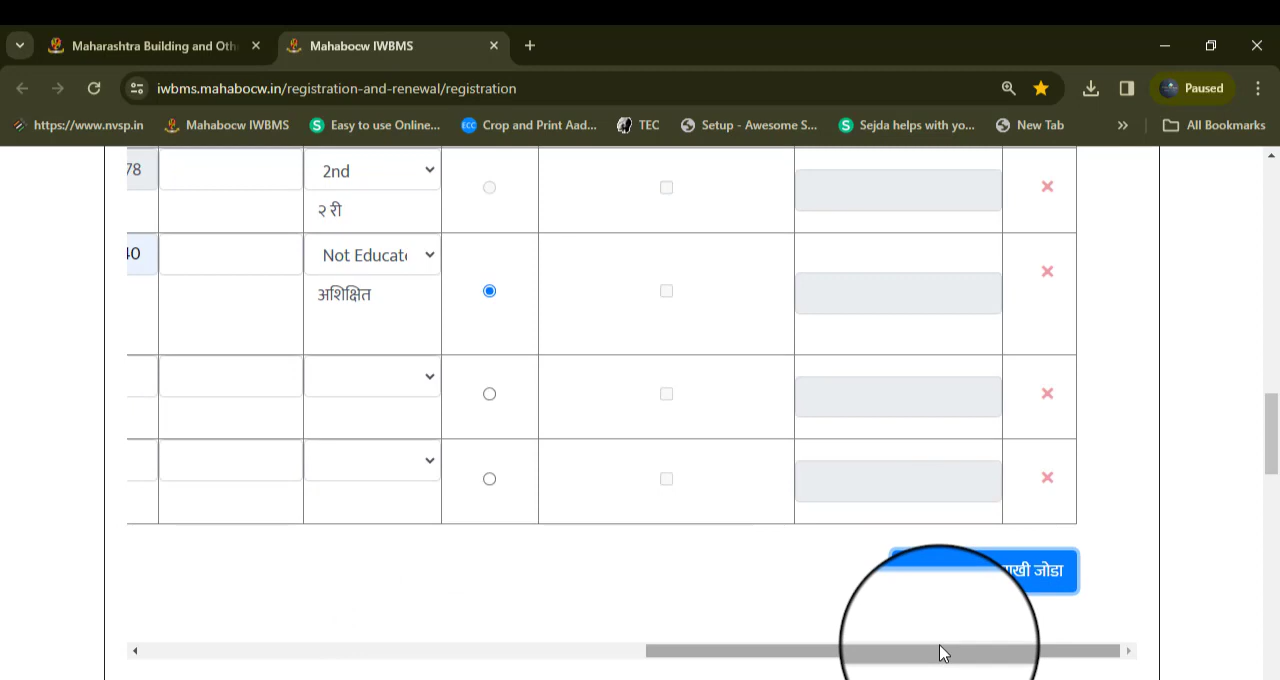 Maharashtra Building and Oth
Mahabocw IWBMS
iwbms.mahabocw.in/registration-and-renewal/registration
Paused
https://www.nvsp.in
Mahabocw IWBMS
Easy to use Online...
Crop and Print Aad...
TEC
Setup - Awesome S...
Sejda helps with yo...
New Tab
All Bookmarks
78
2nd
२ री
40
Not Educate
अशिक्षित
जोडा